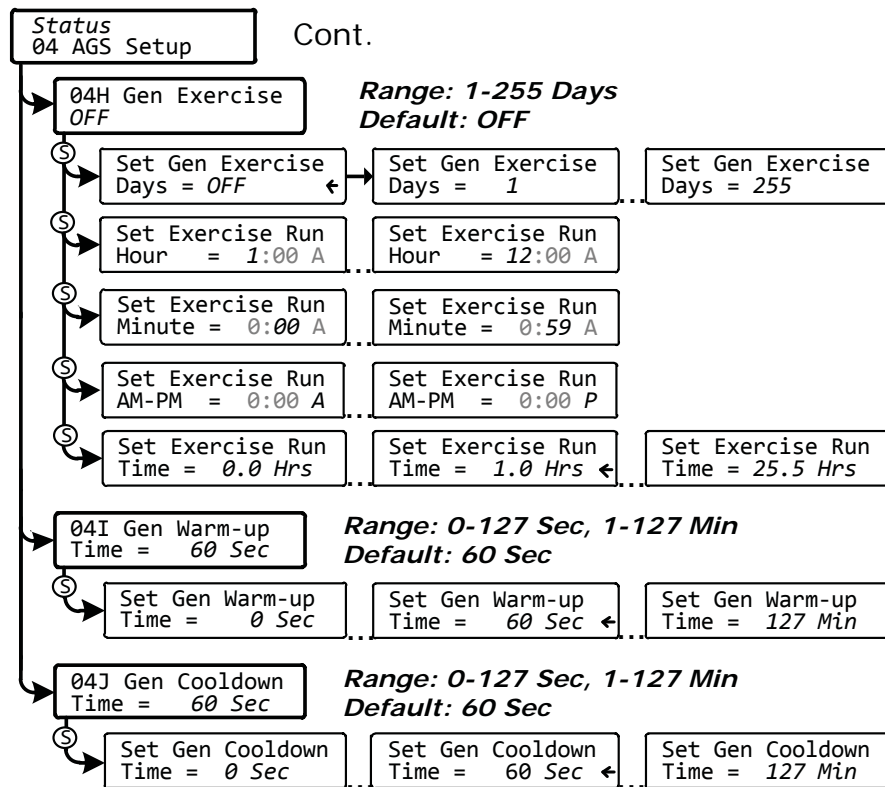 Status
04 AGS Setup
Cont.
04H Gen Exercise
OFF
Range: 1-255 Days
Default: OFF
S
Set Gen Exercise
Days = OFF ←
Set Gen Exercise
Days = 1
...
Set Gen Exercise
Days = 255
S
Set Exercise Run
Hour = 1:00 A
...
Set Exercise Run
Hour = 12:00 A
S
Set Exercise Run
Minute = 0:00 A
...
Set Exercise Run
Minute = 0:59 A
S
Set Exercise Run
AM-PM = 0:00 A
...
Set Exercise Run
AM-PM = 0:00 P
S
Set Exercise Run
Time = 0.0 Hrs
...
Set Exercise Run
Time = 1.0 Hrs ←
...
Set Exercise Run
Time = 25.5 Hrs
04I Gen Warm-up
Time = 60 Sec
Range: 0-127 Sec, 1-127 Min
Default: 60 Sec
S
Set Gen Warm-up
Time = 0 Sec
...
Set Gen Warm-up
Time = 60 Sec ←
...
Set Gen Warm-up
Time = 127 Min
04J Gen Cooldown
Time = 60 Sec
Range: 0-127 Sec, 1-127 Min
Default: 60 Sec
S
Set Gen Cooldown
Time = 0 Sec
...
Set Gen Cooldown
Time = 60 Sec ←
...
Set Gen Cooldown
Time = 127 Min